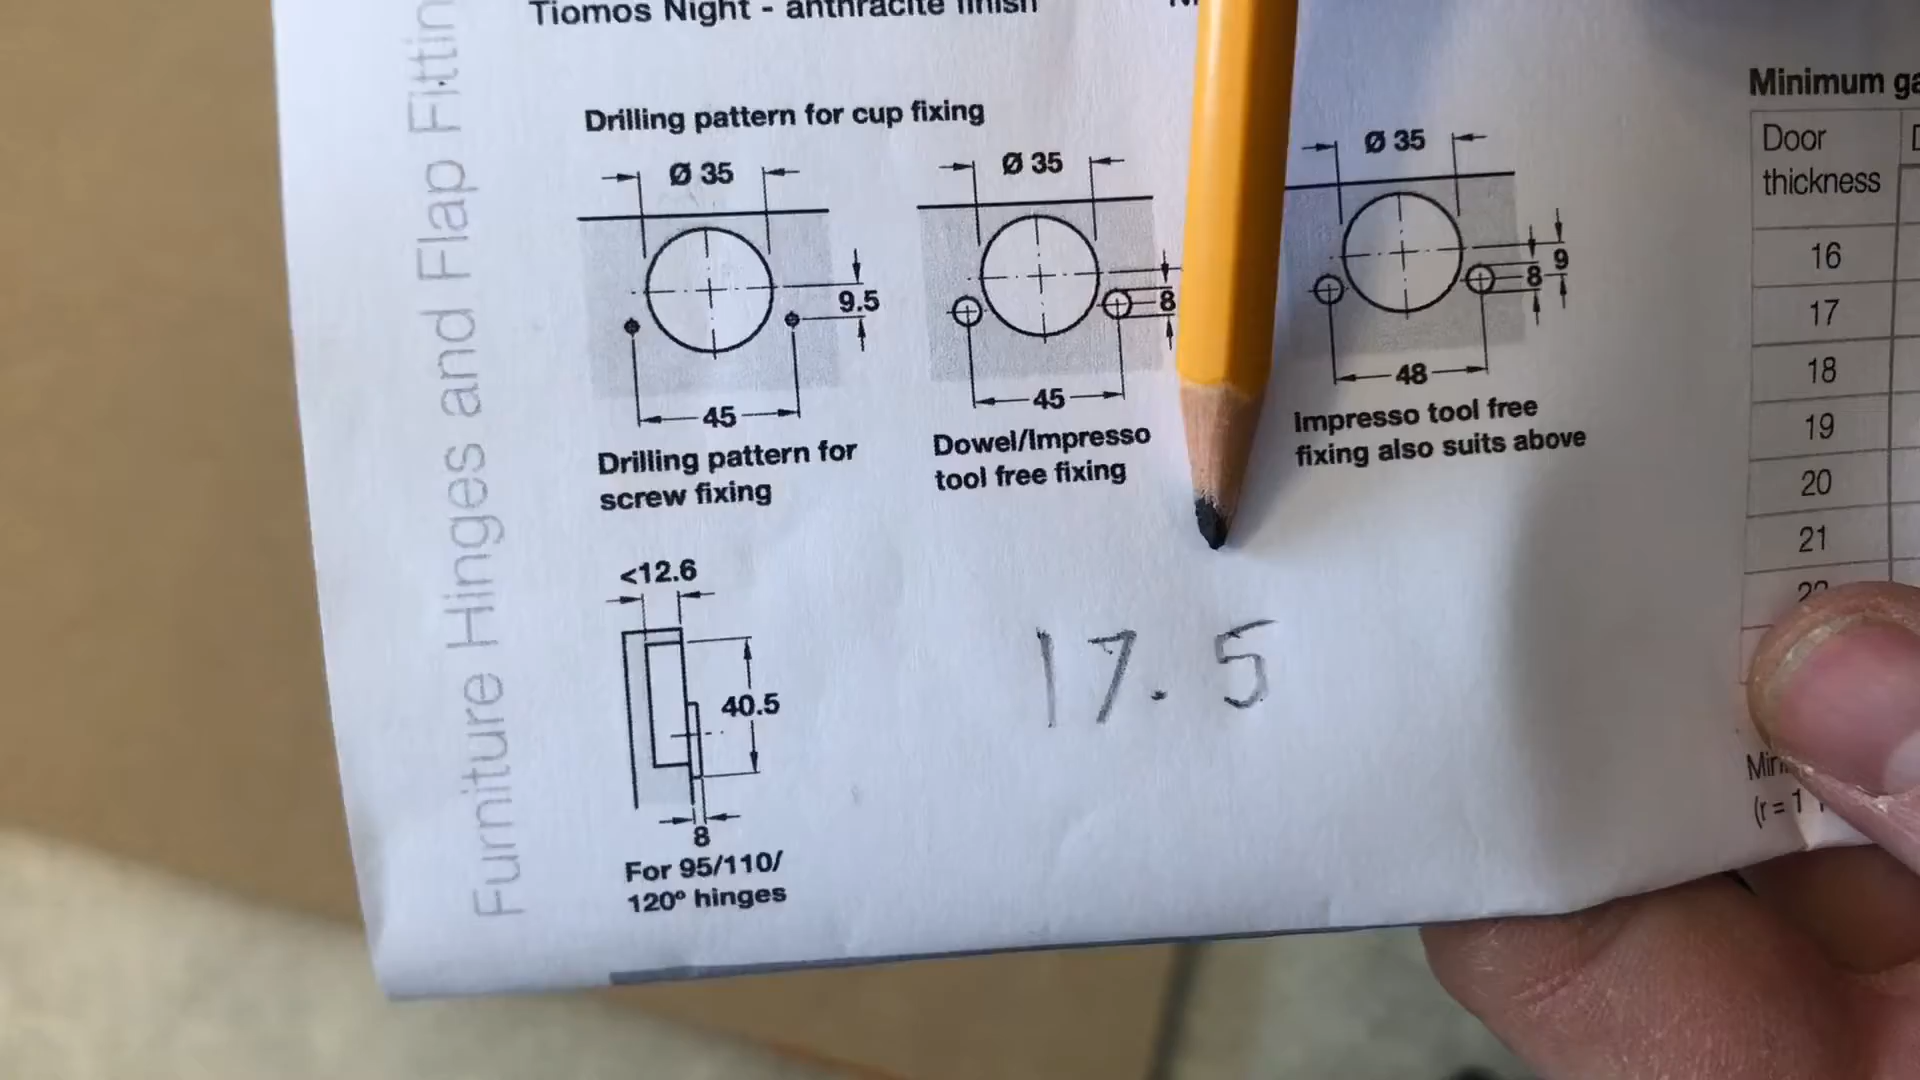 Furniture Hinges and Flap
Tiomos Night - anthracite finish
Drilling pattern for cup fixing
Ø 35
9.5
45
Drilling pattern for
screw fixing
Ø 35
8
45
Dowel/Impresso
tool free fixing
Ø 35
8
9
48
Impresso tool free
fixing also suits above
<12.6
40.5
8
For 95/110/
120º hinges
17.5
Minimum
Door
thickness
16
17
18
19
20
21
(r = 1